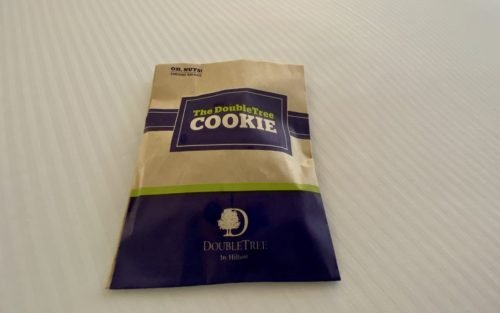 OH, NUTS!
The DoubleTree
COOKIE
D
DOUBLETREE
by Hilton